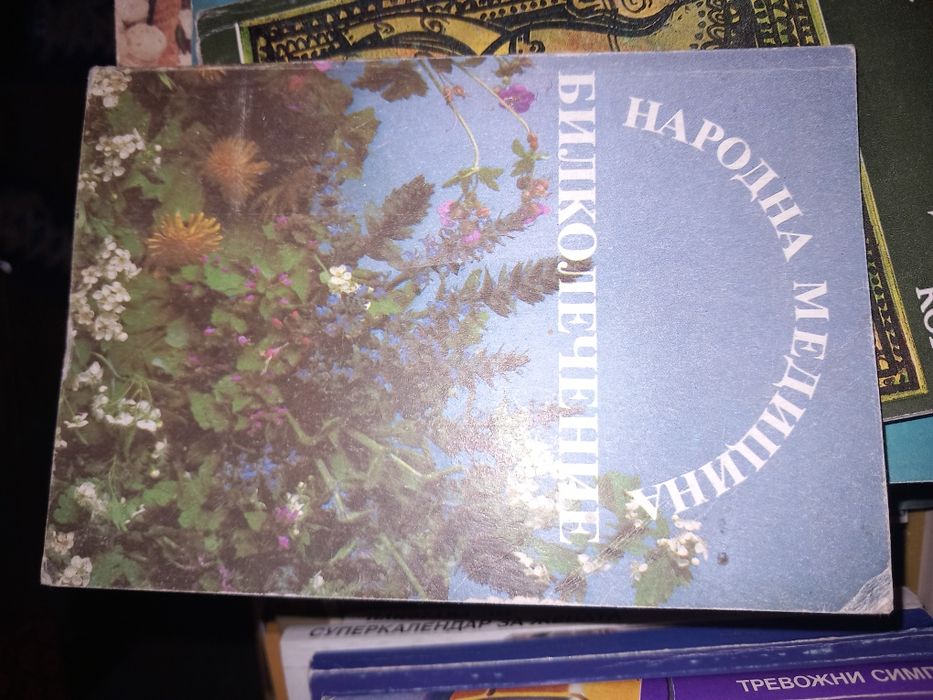 НАРОДНА МЕДИЦИНА
БИЛКОЛЕЧЕНИЕ
СУПЕРКАЛЕНДАР ЗА
ТРЕВОЖНИ СИМП